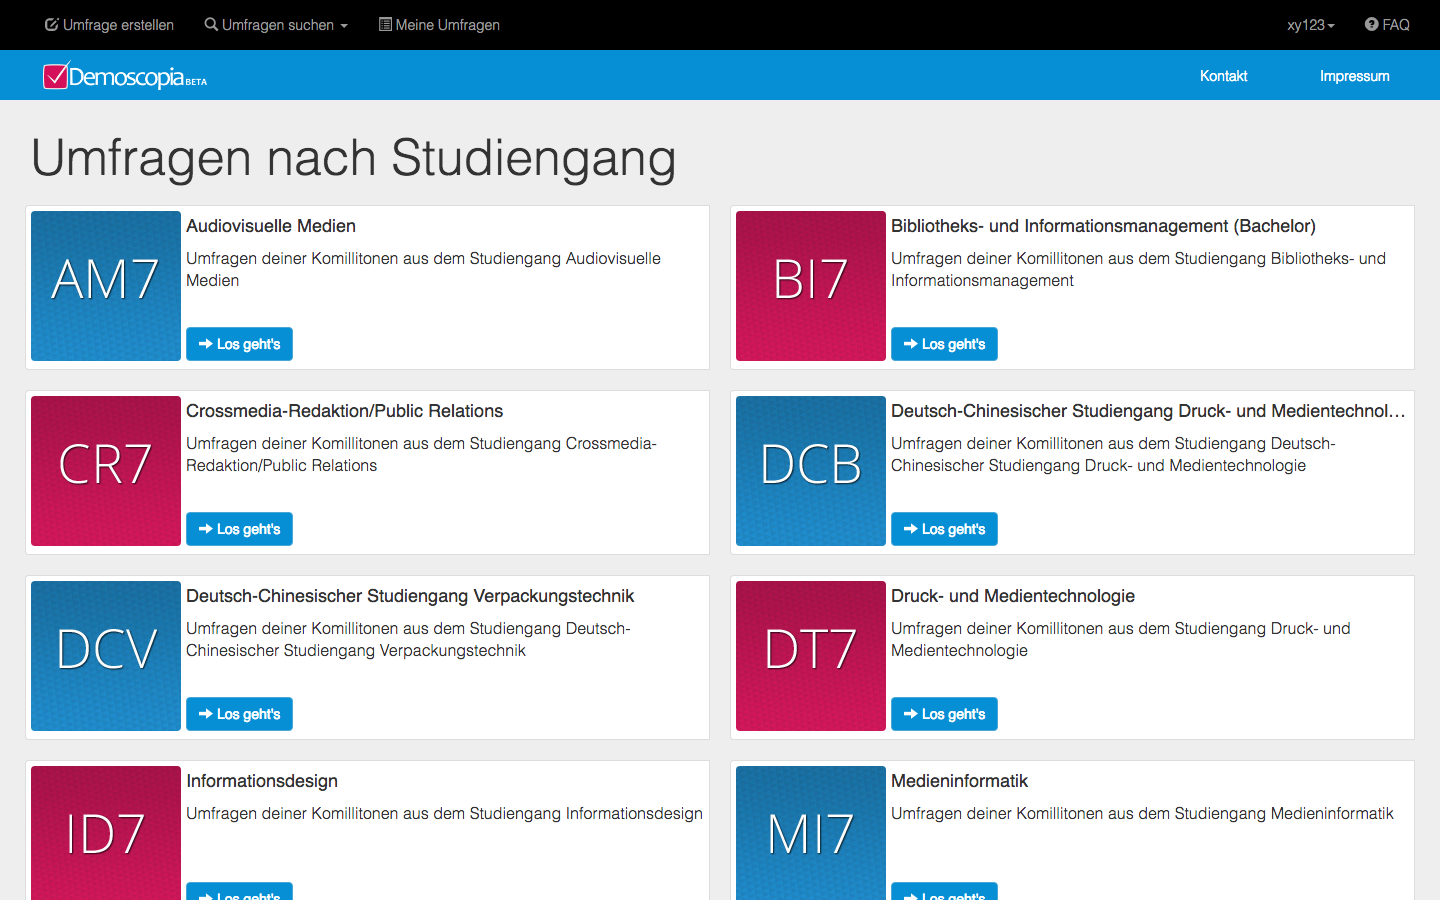 Umfrage erstellen Umfragen suchen Meine Umfragen xy123 FAQ
Demoscopia BETA Kontakt Impressum
Umfragen nach Studiengang
AM7
Audiovisuelle Medien
Umfragen deiner Komillitonen aus dem Studiengang Audiovisuelle
Medien
Los geht's
BI7
Bibliotheks- und Informationsmanagement (Bachelor)
Umfragen deiner Komillitonen aus dem Studiengang Bibliotheks- und
Informationsmanagement
Los geht's
CR7
Crossmedia-Redaktion/Public Relations
Umfragen deiner Komillitonen aus dem Studiengang Crossmedia-
Redaktion/Public Relations
Los geht's
DCB
Deutsch-Chinesischer Studiengang Druck- und Medientechnol...
Umfragen deiner Komillitonen aus dem Studiengang Deutsch-
Chinesischer Studiengang Druck- und Medientechnologie
Los geht's
DCV
Deutsch-Chinesischer Studiengang Verpackungstechnik
Umfragen deiner Komillitonen aus dem Studiengang Deutsch-
Chinesischer Studiengang Verpackungstechnik
Los geht's
DT7
Druck- und Medientechnologie
Umfragen deiner Komillitonen aus dem Studiengang Druck- und
Medientechnologie
Los geht's
ID7
Informationsdesign
Umfragen deiner Komillitonen aus dem Studiengang Informationsdesign
Los geht's
MI7
Medieninformatik
Umfragen deiner Komillitonen aus dem Studiengang Medieninformatik
Los geht's